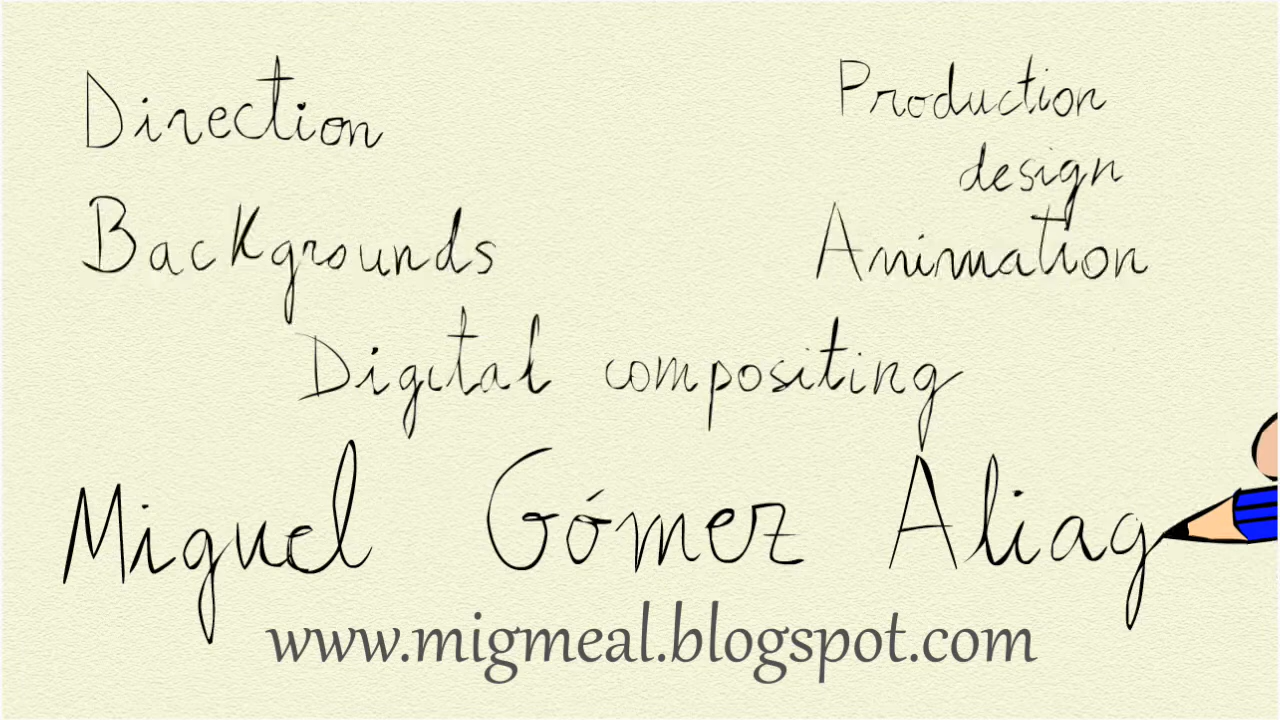 Direction
Production
design
Backgrounds
Animation
Digital compositing
Miguel Gómez Aliag
www.migmeal.blogspot.com